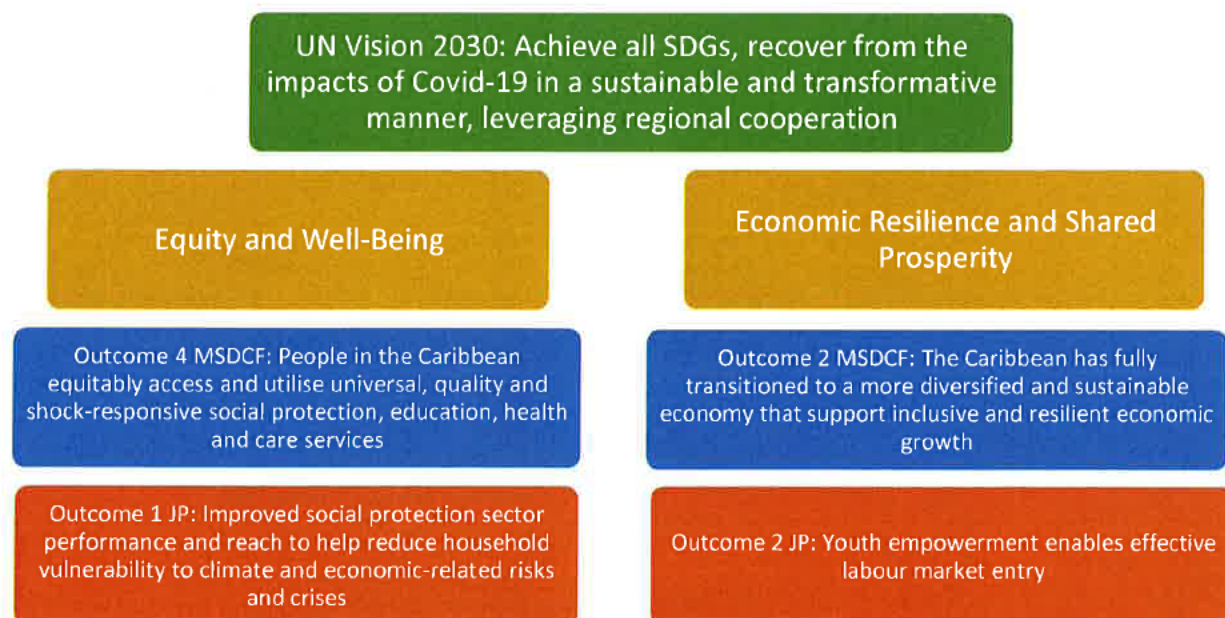 UN Vision 2030: Achieve all SDGs, recover from the
impacts of Covid-19 in a sustainable and transformative
manner, leveraging regional cooperation
Equity and Well-Being
Economic Resilience and Shared
Prosperity
Outcome 4 MSDCF: People in the Caribbean
equitably access and utilise universal, quality and
shock-responsive social protection, education, health
and care services
Outcome 2 MSDCF: The Caribbean has fully
transitioned to a more diversified and sustainable
economy that support inclusive and resilient economic
growth
Outcome 1 JP: Improved social protection sector
performance and reach to help reduce household
vulnerability to climate and economic-related risks
and crises
Outcome 2 JP: Youth empowerment enables effective
labour market entry